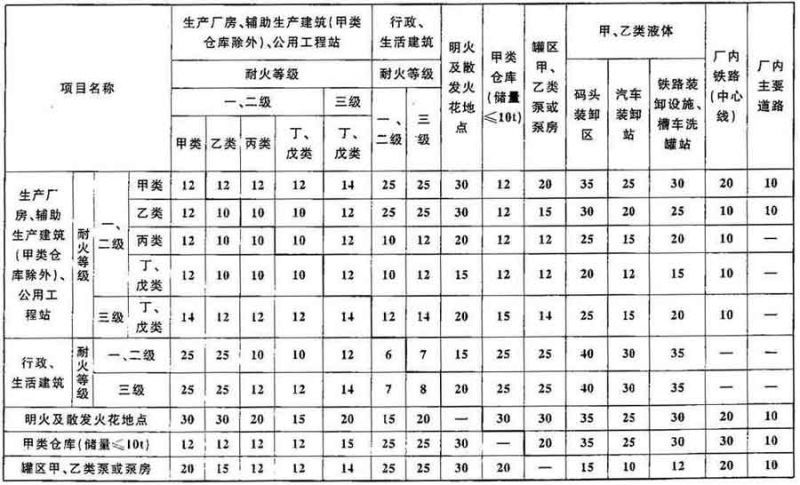 项目名称 生产厂房、辅助生产建筑(甲类仓库除外)、公用工程站 行政、生活建筑 明火及散发火花地点 甲类仓库(储量≤10t) 罐区甲、乙类泵或泵房 甲、乙类液体 厂内铁路(中心线) 厂内主要道路
耐火等级 耐火等级 码头装卸区 汽车装卸站 铁路装卸设施、槽车洗罐站
一、二级 三级 一、二级 三级
甲类 乙类 丙类 丁、戊类 丁、戊类
生产厂房、辅助生产建筑(甲类仓库除外)、公用工程站 耐火等级 一、二级 甲类 12 12 12 12 14 25 25 30 12 20 35 25 30 20 10
乙类 12 10 10 10 12 25 25 30 12 15 30 20 25 10 10
丙类 12 10 10 10 12 10 12 20 12 12 25 15 20 10 —
丁、戊类 12 10 10 10 12 10 12 15 12 12 20 12 15 10 —
三级 丁、戊类 14 12 12 12 14 12 14 20 15 14 25 15 20 10 —
行政、生活建筑 耐火等级 一、二级 25 25 10 10 12 6 7 15 25 25 40 30 35 — —
三级 25 25 12 12 14 7 8 20 25 25 40 30 35 — —
明火及散发火花地点 30 30 20 15 20 15 20 — 30 30 35 25 30 20 10
甲类仓库(储量≤10t) 12 12 12 12 15 25 25 30 — 20 35 25 30 30 10
罐区甲、乙类泵或泵房 20 15 12 12 14 25 25 30 20 — 15 10 12 20 10